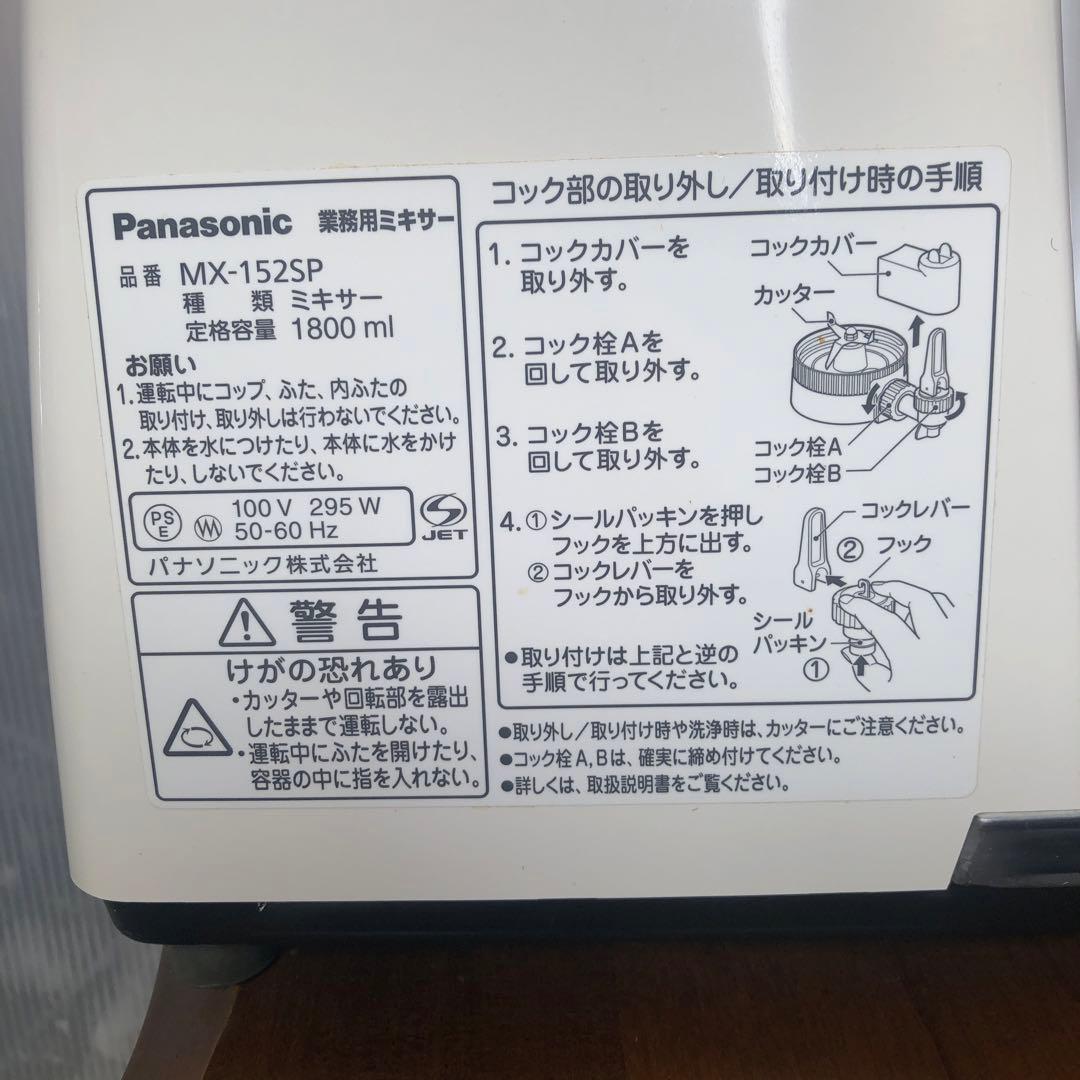 Panasonic 業務用ミキサー
品番 MX-152SP
種 類 ミキサー
定格容量 1800 ml
お願い
1.運転中にコップ、ふた、内ふたの
取り付け、取り外しは行わないでください。
2.本体を水につけたり、本体に水をかけ
たり、しないでください。
PS
E
100 V 295 W
50-60 Hz
JET
パナソニック株式会社
警告
けがの恐れあり
・カッターや回転部を露出
したままで運転しない。
・運転中にふたを開けたり、
容器の中に指を入れない。
コック部の取り外し/取り付け時の手順
1. コックカバーを
取り外す。
2. コック栓Aを
回して取り外す。
3. コック栓Bを
回して取り外す。
4. ①シールパッキンを押し
フックを上方に出す。
②コックレバーを
フックから取り外す。
●取り付けは上記と逆の
手順で行ってください。
コックカバー
カッター
コック栓A
コック栓B
コックレバー
② フック
シール
パッキン
①
●取り外し/取り付け時や洗浄時は、カッターにご注意ください。
●コック栓A,Bは、確実に締め付けてください。
●詳しくは、取扱説明書をご覧ください。